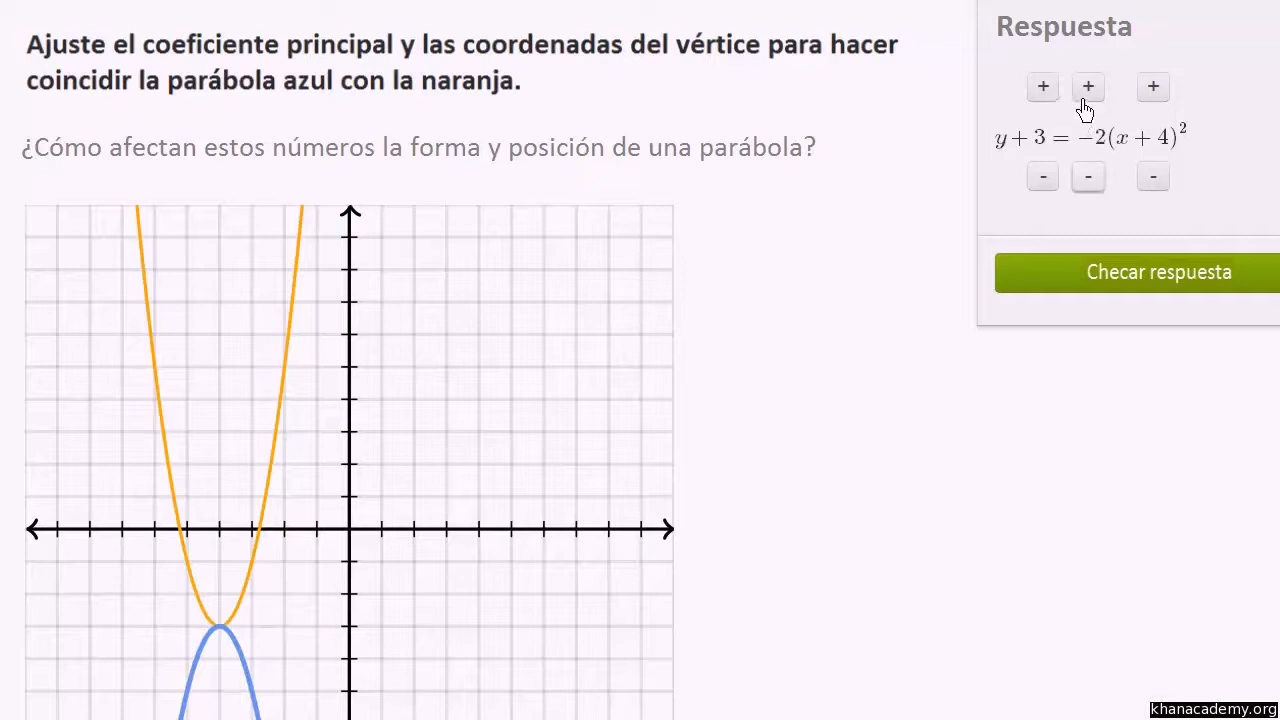 Ajuste el coeficiente principal y las coordenadas del vértice para hacer
coincidir la parábola azul con la naranja.
¿Cómo afectan estos números la forma y posición de una parábola?
Respuesta
+ + +
y + 3 = −2(x + 4)²
- - -
Checar respuesta
khanacademy.org